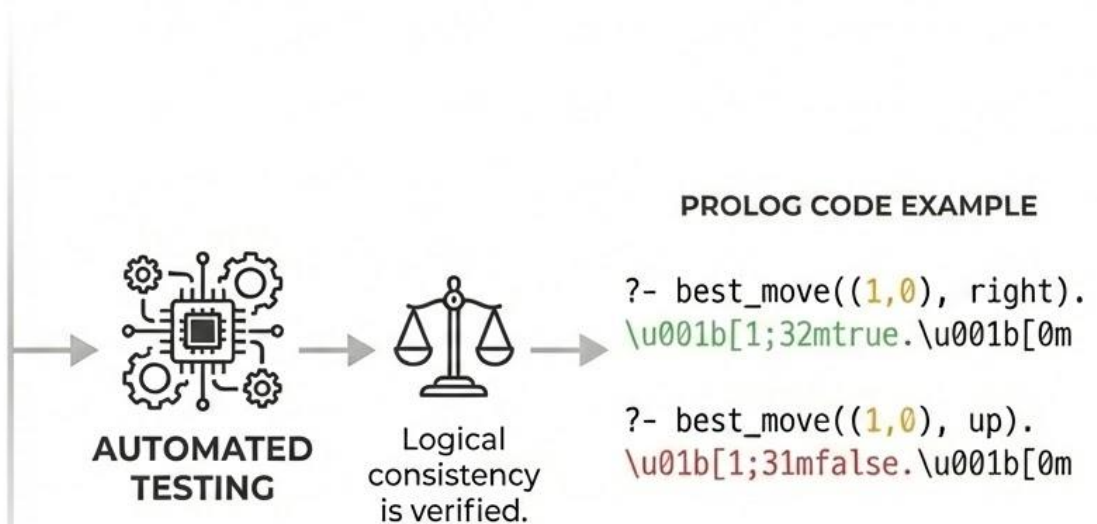 AUTOMATED
TESTING
Logical
consistency
is verified.
PROLOG CODE EXAMPLE
?- best_move((1,0), right).
\u001b[1;32mtrue.\u001b[0m
?- best_move((1,0), up).
\u01b[1;31mfalse.\u001b[0m